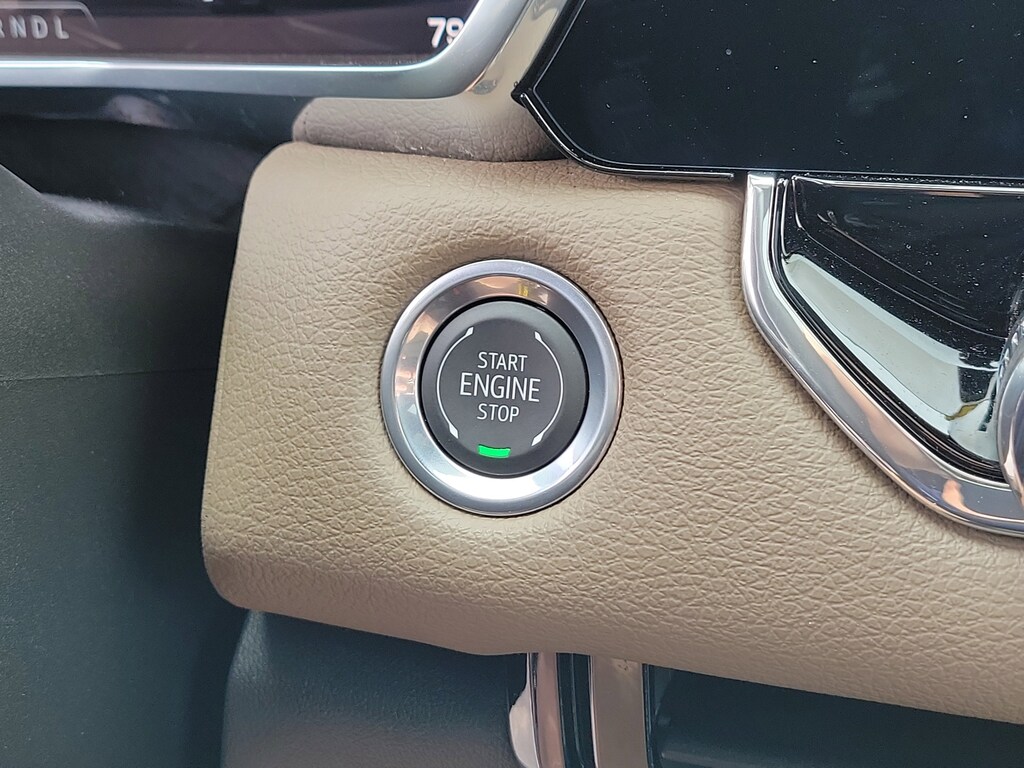 RNDL
79
START
ENGINE
STOP